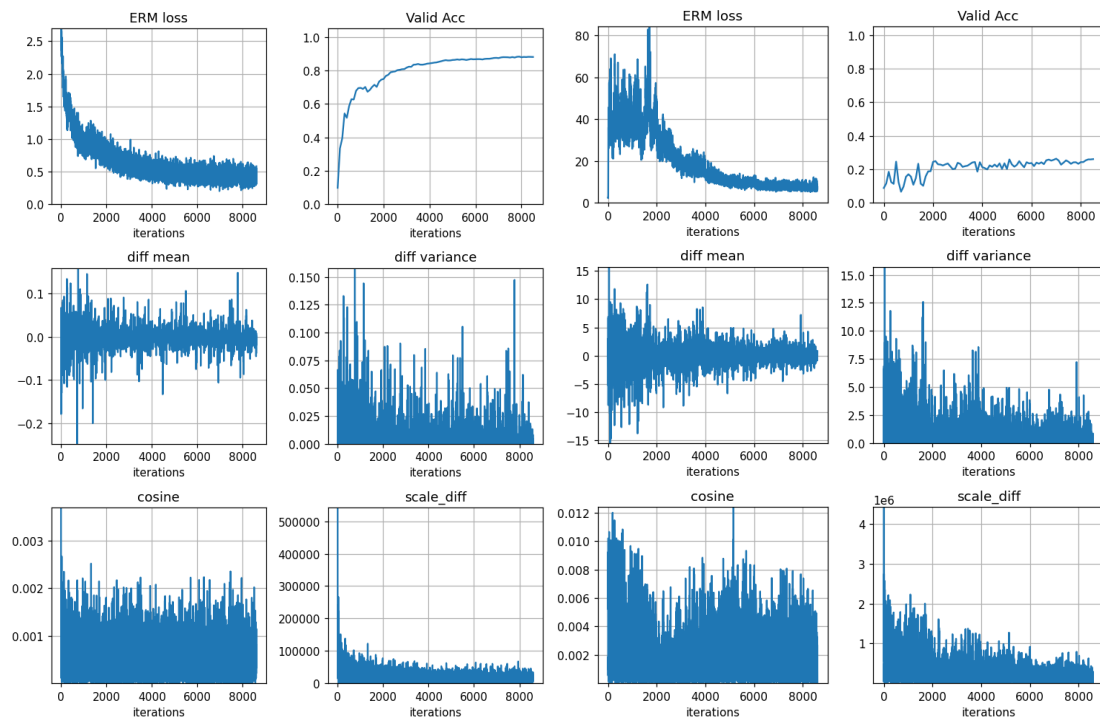 ERM loss
2.5
2.0
1.5
1.0
0.5
0.0
0 2000 4000 6000 8000
iterations
Valid Acc
1.0
0.8
0.6
0.4
0.2
0.0
0 2000 4000 6000 8000
iterations
ERM loss
80
60
40
20
0
0 2000 4000 6000 8000
iterations
Valid Acc
1.0
0.8
0.6
0.4
0.2
0.0
0 2000 4000 6000 8000
iterations
diff mean
0.1
0.0
−0.1
−0.2
0 2000 4000 6000 8000
iterations
diff variance
0.150
0.125
0.100
0.075
0.050
0.025
0.000
0 2000 4000 6000 8000
iterations
diff mean
15
10
5
0
−5
−10
−15
0 2000 4000 6000 8000
iterations
diff variance
15.0
12.5
10.0
7.5
5.0
2.5
0.0
0 2000 4000 6000 8000
iterations
cosine
0.003
0.002
0.001
0 2000 4000 6000 8000
iterations
scale_diff
500000
400000
300000
200000
100000
0
0 2000 4000 6000 8000
iterations
cosine
0.012
0.010
0.008
0.006
0.004
0.002
0 2000 4000 6000 8000
iterations
scale_diff
1e6
4
3
2
1
0 2000 4000 6000 8000
iterations